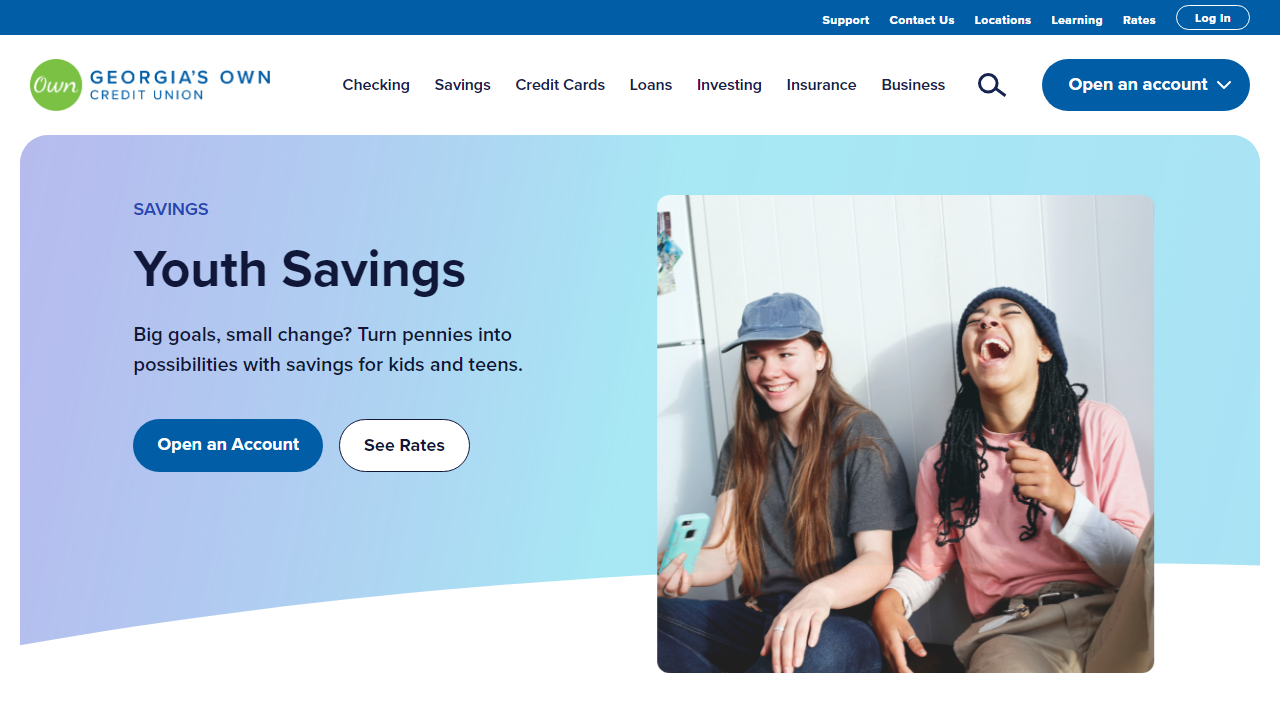 Support Contact Us Locations Learning Rates Log In
Own GEORGIA'S OWN
CREDIT UNION
Checking Savings Credit Cards Loans Investing Insurance Business Open an account
SAVINGS
Youth Savings
Big goals, small change? Turn pennies into
possibilities with savings for kids and teens.
Open an Account See Rates